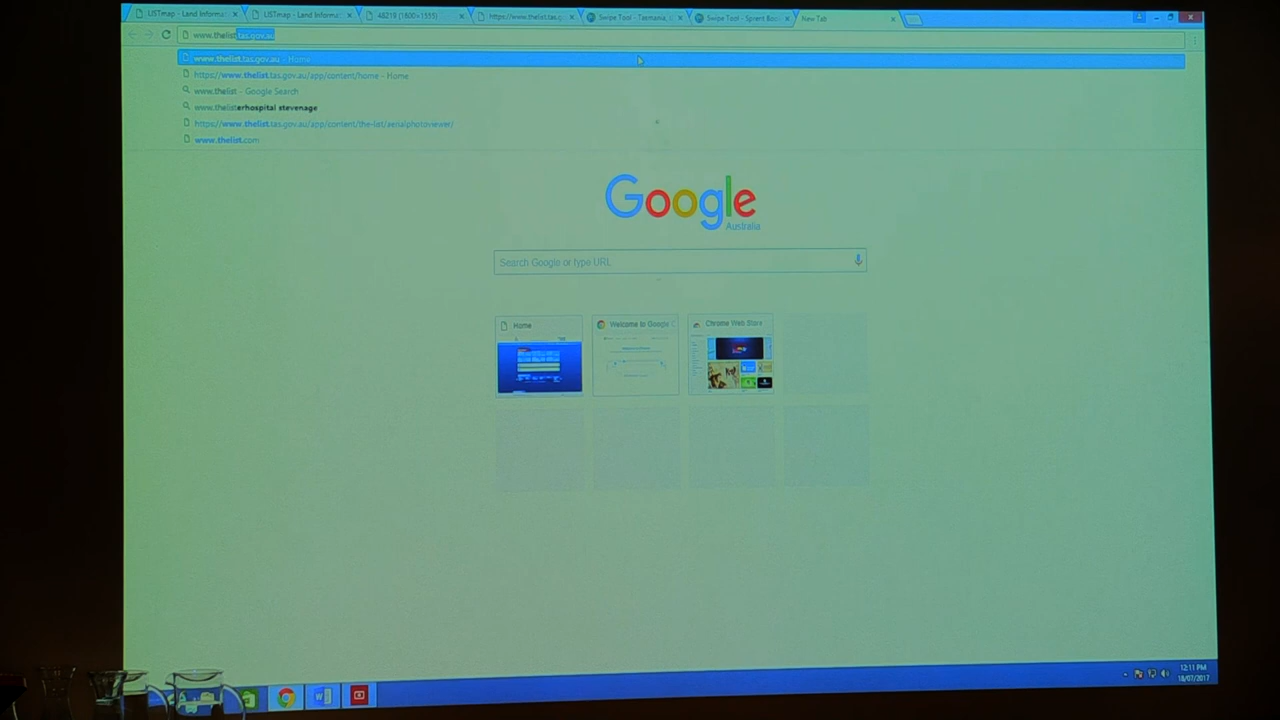 LISTmap - Land Informa
LISTmap - Land Informa
48219 (1800×1555)
https://www.thelist.tas.g
Swipe Tool - Tasmania,
Swipe Tool - Sprent Boo
New Tab
www.thelist.tas.gov.au
www.thelist.tas.gov.au - Home
https://www.thelist.tas.gov.au/app/content/home - Home
www.thelist - Google Search
www.thelisterhospital stevenage
https://www.thelist.tas.gov.au/app/content/the-list/aerialphotoviewer/
www.thelist.com
Google
Australia
Search Google or type URL
Home
Welcome to Google C
Chrome Web Store
12:11 PM
18/07/2017